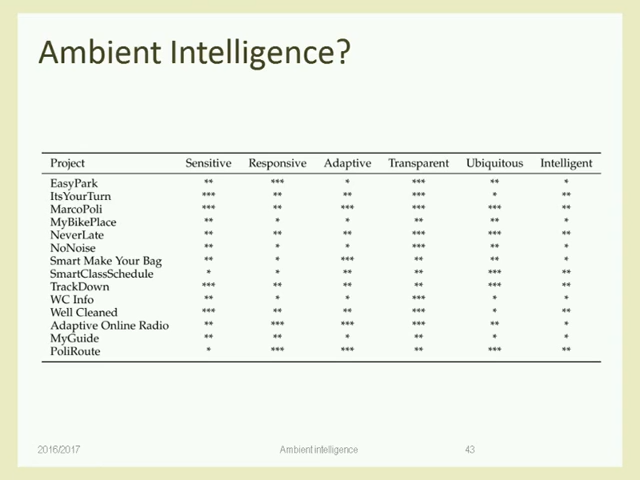 Ambient Intelligence?
Project Sensitive Responsive Adaptive Transparent Ubiquitous Intelligent
EasyPark ** *** * *** ** *
ItsYourTurn *** ** ** *** * **
MarcoPoli *** ** *** *** *** **
MyBikePlace ** * * ** ** *
NeverLate ** ** ** *** *** **
NoNoise ** * * *** ** *
Smart Make Your Bag ** * *** ** ** *
SmartClassSchedule * * ** ** *** **
TrackDown *** ** ** ** *** **
WC Info ** * * *** * *
Well Cleaned *** ** ** *** * **
Adaptive Online Radio ** *** *** *** ** *
MyGuide ** ** * ** * *
PoliRoute * *** *** ** *** **
2016/2017 Ambient intelligence 43